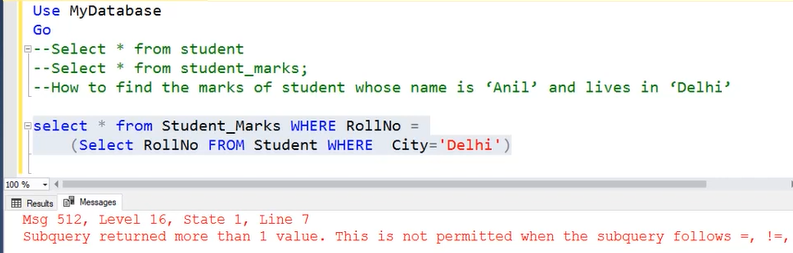 Use MyDatabase
Go
--Select * from student
--Select * from student_marks;
--How to find the marks of student whose name is ‘Anil’ and lives in ‘Delhi’
select * from Student_Marks WHERE RollNo =
(Select RollNo FROM Student WHERE City='Delhi')
100 %
Results Messages
Msg 512, Level 16, State 1, Line 7
Subquery returned more than 1 value. This is not permitted when the subquery follows =, !=,